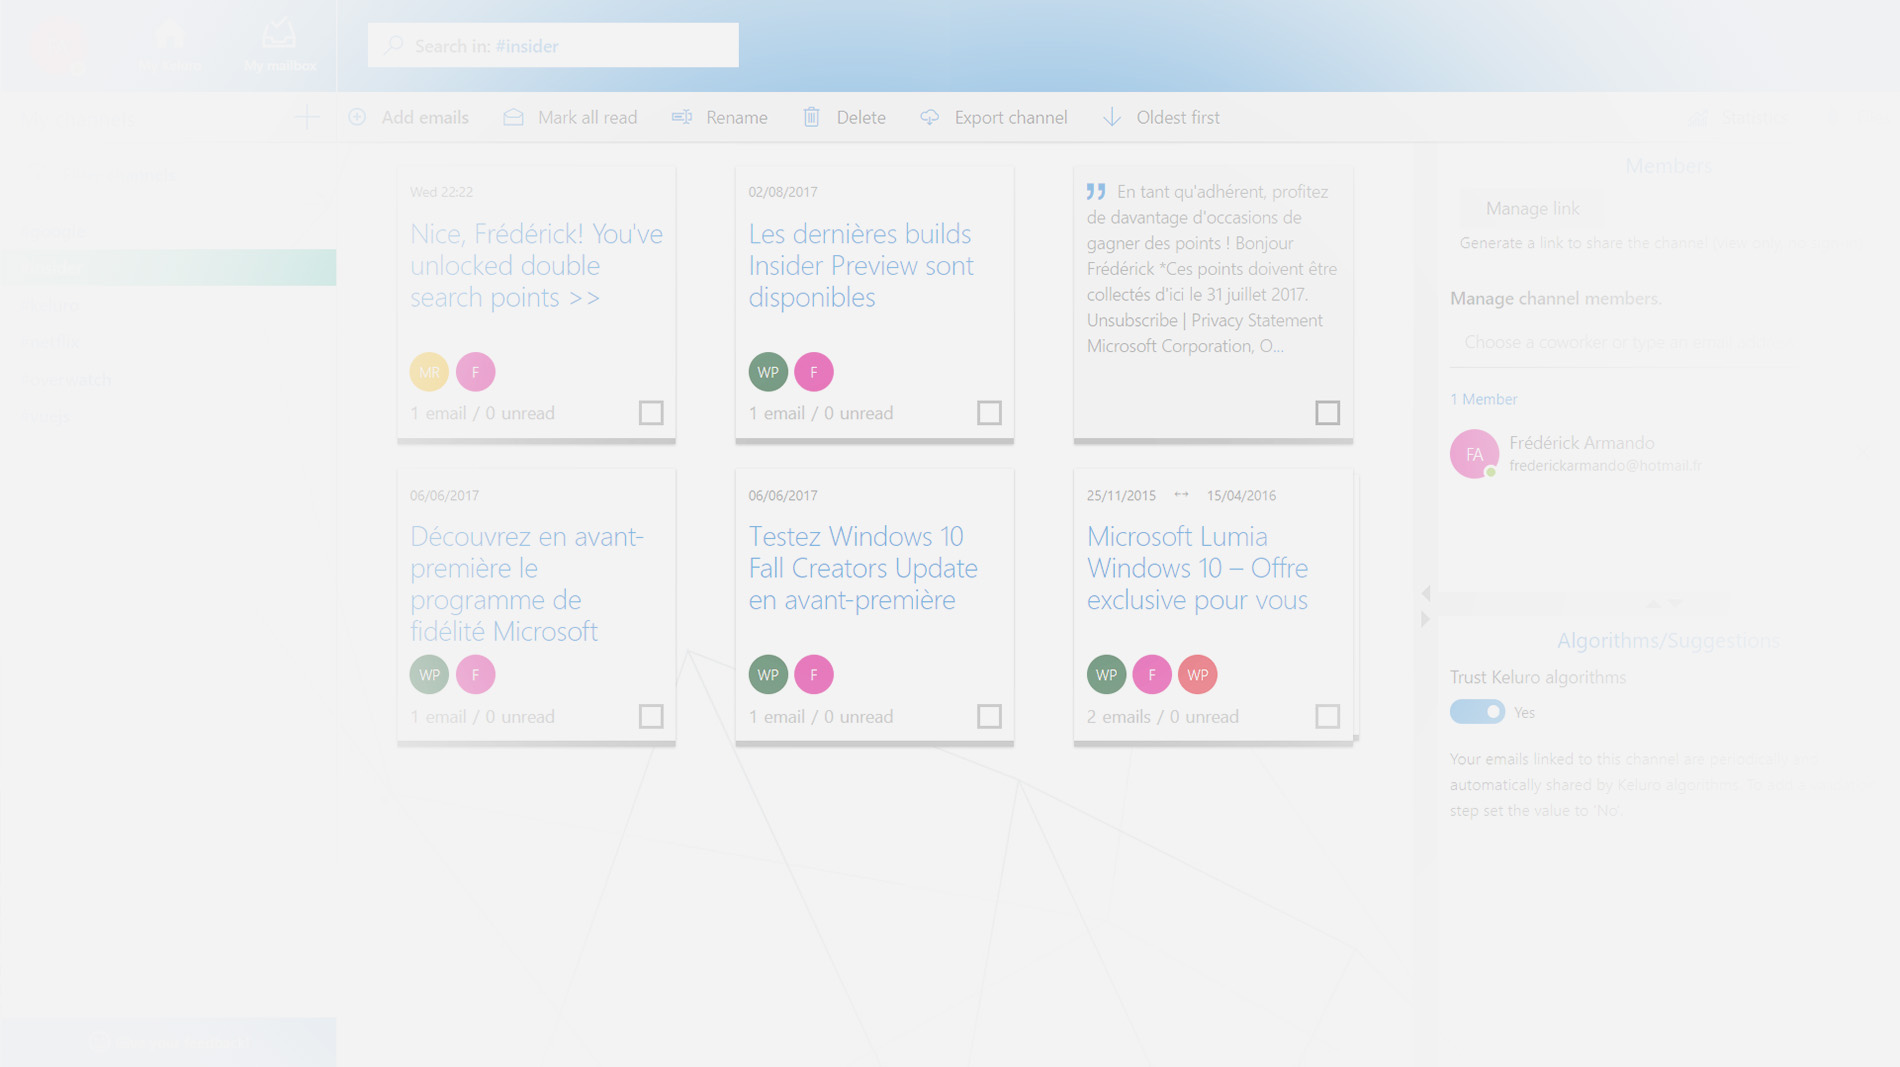 My mailbox
Search in: #insider
Add emails
Mark all read
Rename
Delete
Export channel
Oldest first
Statistics
Wed 22:22
Nice, Frédérick! You've
unlocked double
search points >>
MR
F
1 email / 0 unread
02/08/2017
Les dernières builds
Insider Preview sont
disponibles
WP
F
1 email / 0 unread
En tant qu'adhérent, profitez
de davantage d'occasions de
gagner des points ! Bonjour
Frédérick *Ces points doivent être
collectés d'ici le 31 juillet 2017.
Unsubscribe | Privacy Statement
Microsoft Corporation, O...
06/06/2017
Découvrez en avant-
première le
programme de
fidélité Microsoft
WP
F
1 email / 0 unread
06/06/2017
Testez Windows 10
Fall Creators Update
en avant-première
WP
F
1 email / 0 unread
25/11/2015 ↔ 15/04/2016
Microsoft Lumia
Windows 10 – Offre
exclusive pour vous
WP
F
WP
2 emails / 0 unread
Members
Manage link
Generate a link to share the channel (view only,
Manage channel members.
Choose a coworker or type an email
1 Member
FA
Frédérick Armando
frederickarmando@hotmail.fr
Algorithms/Suggestions
Trust Keluro algorithms
Yes
Your emails linked to this channel are periodically
automatically shared by Keluro algorithms. To
step set the value to 'No'.